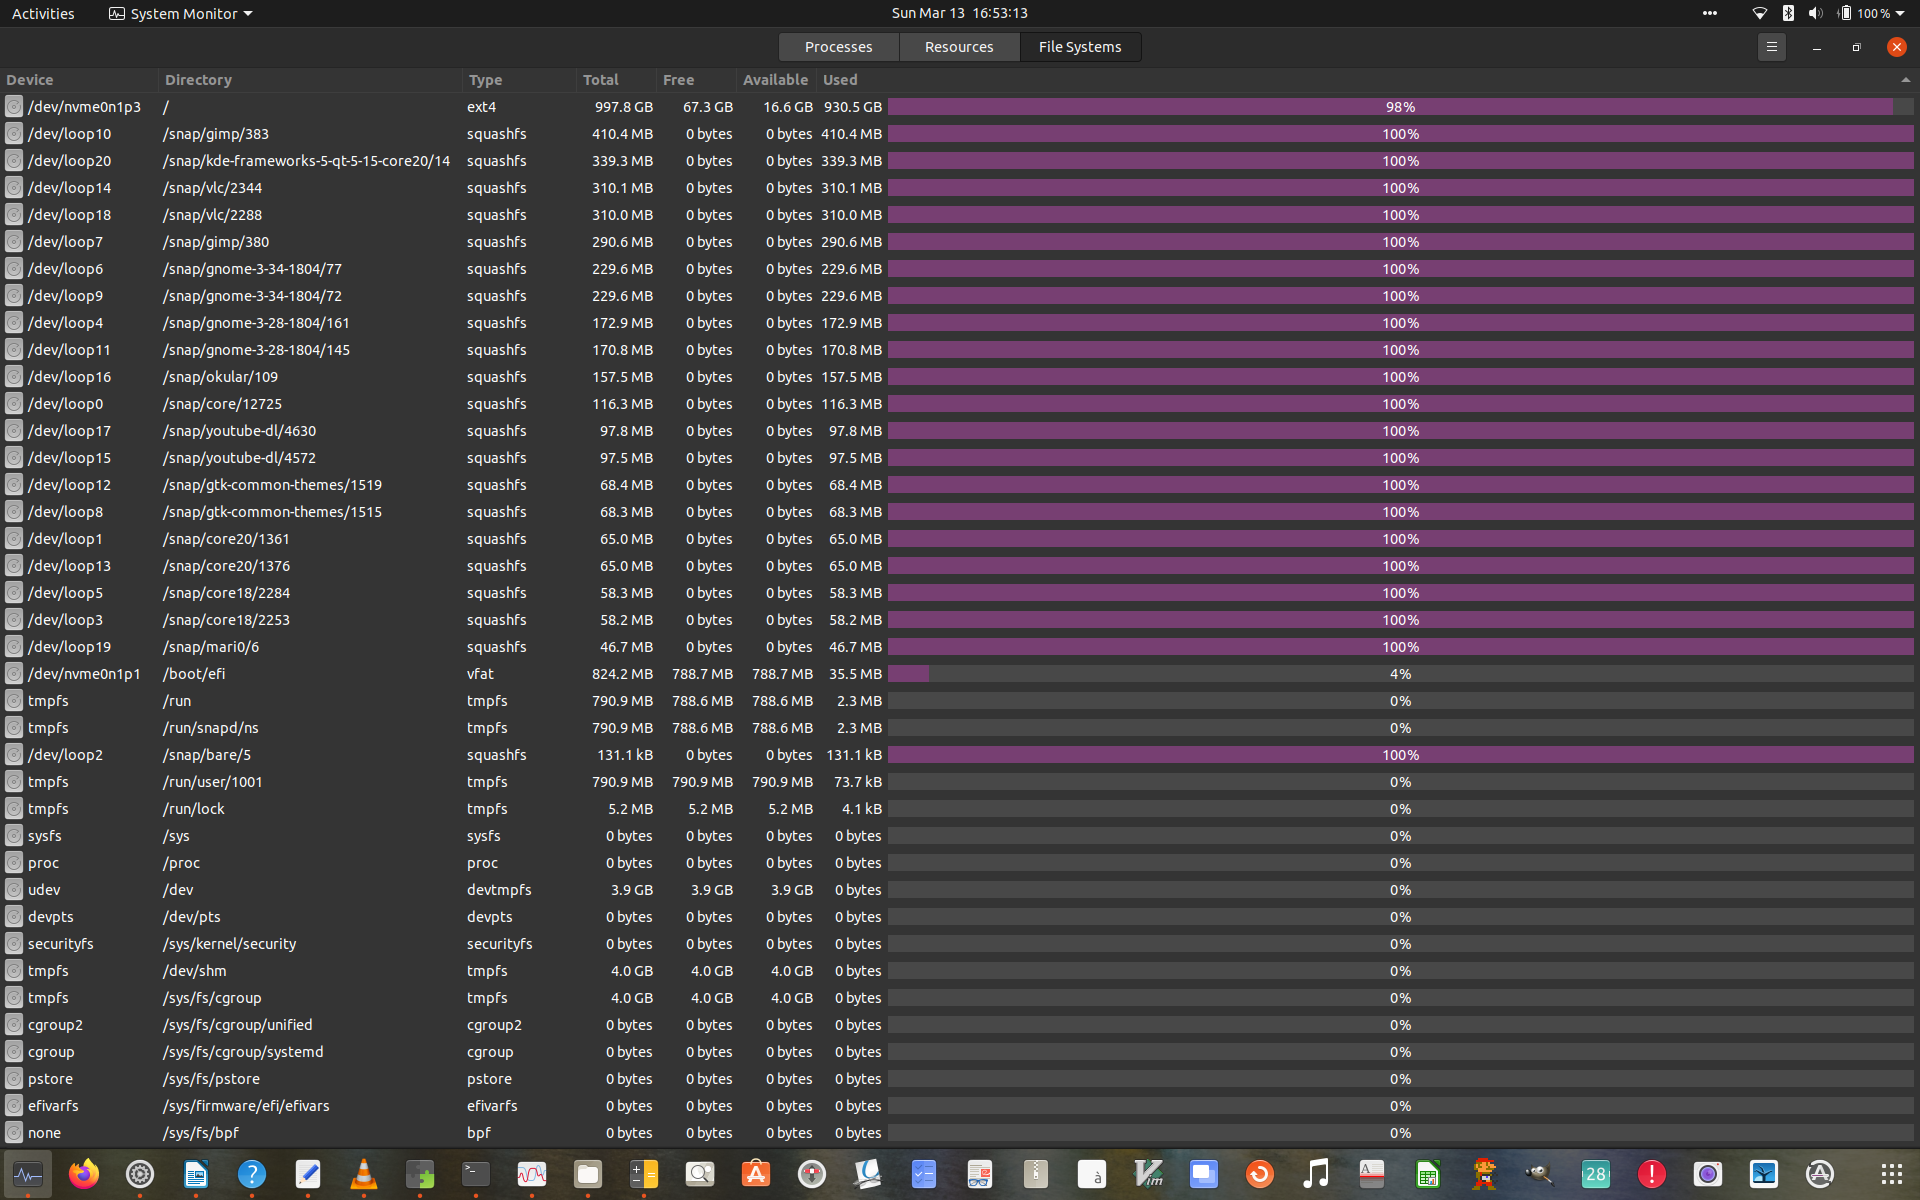 Activities System Monitor Sun Mar 13 16:53:13 100 %
Processes Resources File Systems
Device Directory Type Total Free Available Used
/dev/nvme0n1p3 / ext4 997.8 GB 67.3 GB 16.6 GB 930.5 GB 98%
/dev/loop10 /snap/gimp/383 squashfs 410.4 MB 0 bytes 0 bytes 410.4 MB 100%
/dev/loop20 /snap/kde-frameworks-5-qt-5-15-core20/14 squashfs 339.3 MB 0 bytes 0 bytes 339.3 MB 100%
/dev/loop14 /snap/vlc/2344 squashfs 310.1 MB 0 bytes 0 bytes 310.1 MB 100%
/dev/loop18 /snap/vlc/2288 squashfs 310.0 MB 0 bytes 0 bytes 310.0 MB 100%
/dev/loop7 /snap/gimp/380 squashfs 290.6 MB 0 bytes 0 bytes 290.6 MB 100%
/dev/loop6 /snap/gnome-3-34-1804/77 squashfs 229.6 MB 0 bytes 0 bytes 229.6 MB 100%
/dev/loop9 /snap/gnome-3-34-1804/72 squashfs 229.6 MB 0 bytes 0 bytes 229.6 MB 100%
/dev/loop4 /snap/gnome-3-28-1804/161 squashfs 172.9 MB 0 bytes 0 bytes 172.9 MB 100%
/dev/loop11 /snap/gnome-3-28-1804/145 squashfs 170.8 MB 0 bytes 0 bytes 170.8 MB 100%
/dev/loop16 /snap/okular/109 squashfs 157.5 MB 0 bytes 0 bytes 157.5 MB 100%
/dev/loop0 /snap/core/12725 squashfs 116.3 MB 0 bytes 0 bytes 116.3 MB 100%
/dev/loop17 /snap/youtube-dl/4630 squashfs 97.8 MB 0 bytes 0 bytes 97.8 MB 100%
/dev/loop15 /snap/youtube-dl/4572 squashfs 97.5 MB 0 bytes 0 bytes 97.5 MB 100%
/dev/loop12 /snap/gtk-common-themes/1519 squashfs 68.4 MB 0 bytes 0 bytes 68.4 MB 100%
/dev/loop8 /snap/gtk-common-themes/1515 squashfs 68.3 MB 0 bytes 0 bytes 68.3 MB 100%
/dev/loop1 /snap/core20/1361 squashfs 65.0 MB 0 bytes 0 bytes 65.0 MB 100%
/dev/loop13 /snap/core20/1376 squashfs 65.0 MB 0 bytes 0 bytes 65.0 MB 100%
/dev/loop5 /snap/core18/2284 squashfs 58.3 MB 0 bytes 0 bytes 58.3 MB 100%
/dev/loop3 /snap/core18/2253 squashfs 58.2 MB 0 bytes 0 bytes 58.2 MB 100%
/dev/loop19 /snap/mari0/6 squashfs 46.7 MB 0 bytes 0 bytes 46.7 MB 100%
/dev/nvme0n1p1 /boot/efi vfat 824.2 MB 788.7 MB 788.7 MB 35.5 MB 4%
tmpfs /run tmpfs 790.9 MB 788.6 MB 788.6 MB 2.3 MB 0%
tmpfs /run/snapd/ns tmpfs 790.9 MB 788.6 MB 788.6 MB 2.3 MB 0%
/dev/loop2 /snap/bare/5 squashfs 131.1 kB 0 bytes 0 bytes 131.1 kB 100%
tmpfs /run/user/1001 tmpfs 790.9 MB 790.9 MB 790.9 MB 73.7 kB 0%
tmpfs /run/lock tmpfs 5.2 MB 5.2 MB 5.2 MB 4.1 kB 0%
sysfs /sys sysfs 0 bytes 0 bytes 0 bytes 0 bytes 0%
proc /proc proc 0 bytes 0 bytes 0 bytes 0 bytes 0%
udev /dev devtmpfs 3.9 GB 3.9 GB 3.9 GB 0 bytes 0%
devpts /dev/pts devpts 0 bytes 0 bytes 0 bytes 0 bytes 0%
securityfs /sys/kernel/security securityfs 0 bytes 0 bytes 0 bytes 0 bytes 0%
tmpfs /dev/shm tmpfs 4.0 GB 4.0 GB 4.0 GB 0 bytes 0%
tmpfs /sys/fs/cgroup tmpfs 4.0 GB 4.0 GB 4.0 GB 0 bytes 0%
cgroup2 /sys/fs/cgroup/unified cgroup2 0 bytes 0 bytes 0 bytes 0 bytes 0%
cgroup /sys/fs/cgroup/systemd cgroup 0 bytes 0 bytes 0 bytes 0 bytes 0%
pstore /sys/fs/pstore pstore 0 bytes 0 bytes 0 bytes 0 bytes 0%
efivarfs /sys/firmware/efi/efivars efivarfs 0 bytes 0 bytes 0 bytes 0 bytes 0%
none /sys/fs/bpf bpf 0 bytes 0 bytes 0 bytes 0 bytes 0%
? >_ A à Vim A 28 !